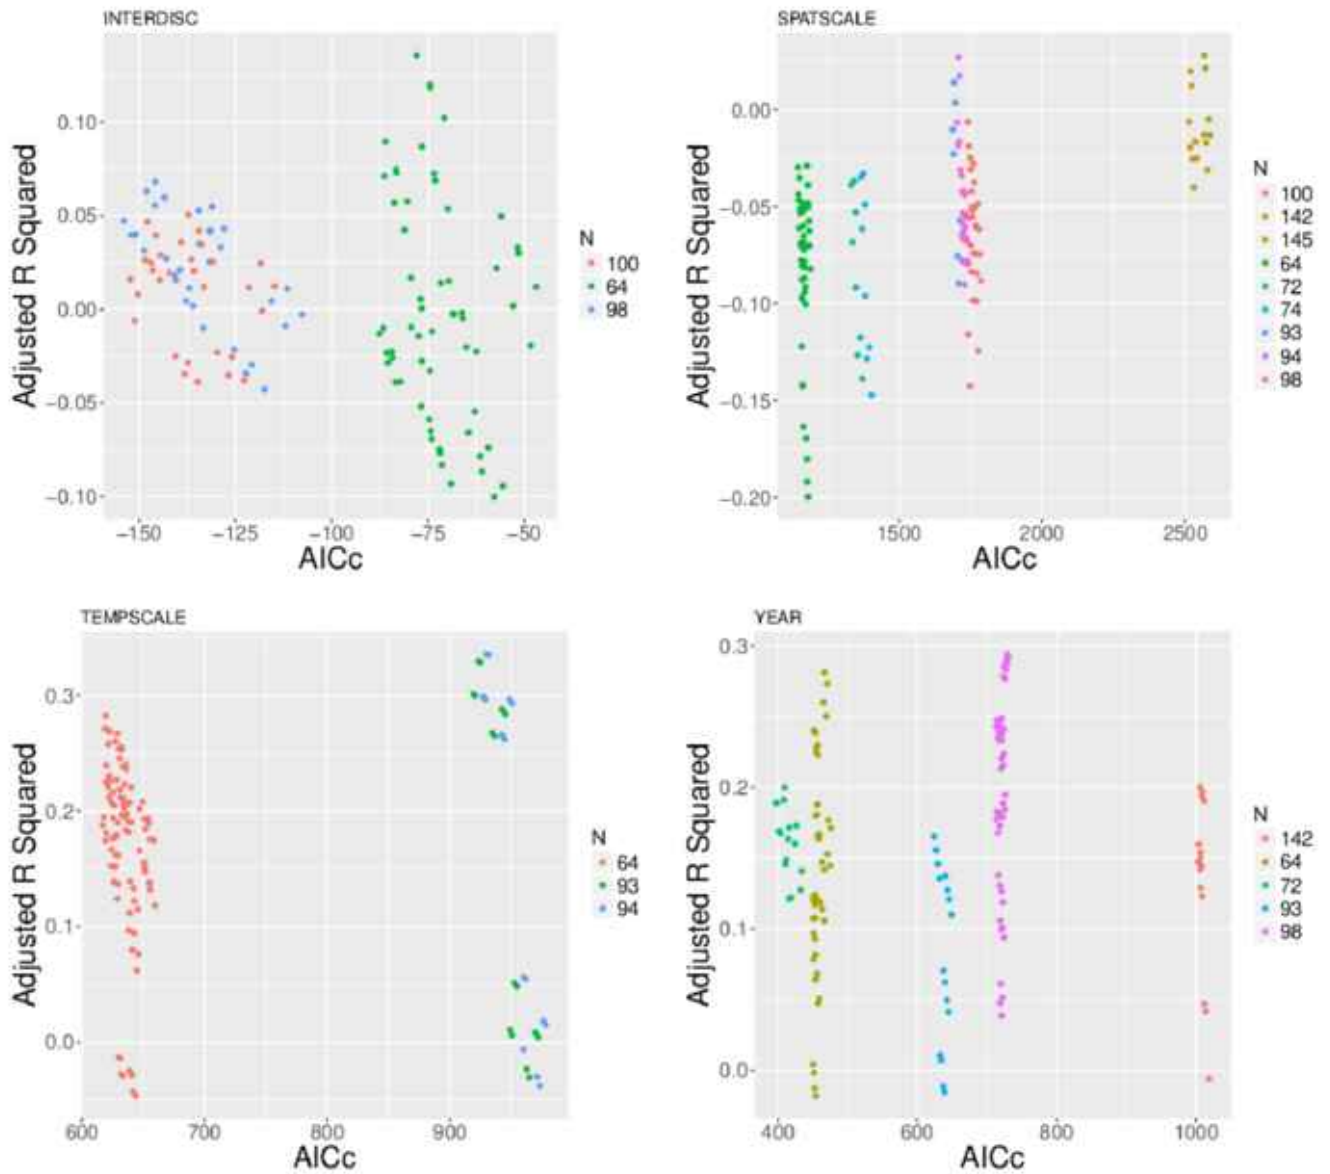 INTERDISC
Adjusted R Squared
0.10
0.05
0.00
−0.05
−0.10
−150 −125 −100 −75 −50
AICc
N
100
64
98
SPATSCALE
Adjusted R Squared
0.00
−0.05
−0.10
−0.15
−0.20
1500 2000 2500
AICc
N
100
142
145
64
72
74
93
94
98
TEMPSCALE
Adjusted R Squared
0.3
0.2
0.1
0.0
600 700 800 900
AICc
N
64
93
94
YEAR
Adjusted R Squared
0.3
0.2
0.1
0.0
400 600 800 1000
AICc
N
142
64
72
93
98